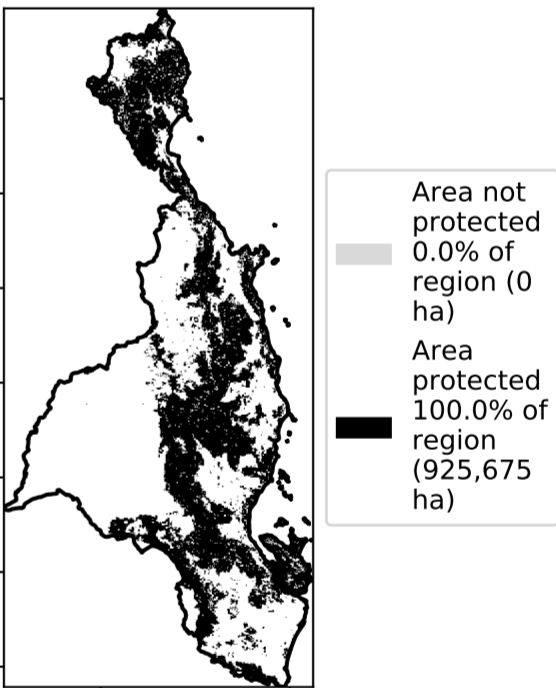 Area not
protected
0.0% of
region (0
ha)
Area
protected
100.0% of
region
(925,675
ha)